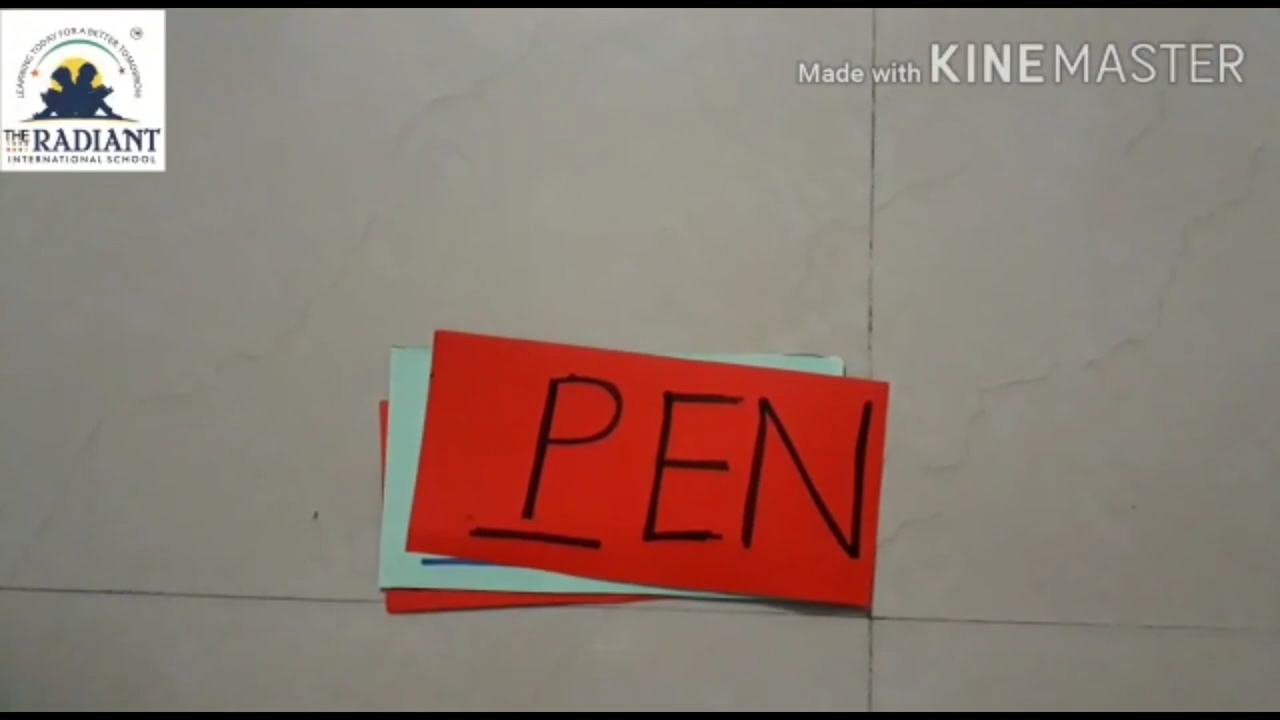 LEARNING TODAY FOR A BETTER TOMORROW
THE RADIANT
INTERNATIONAL SCHOOL
Made with KINEMASTER
PEN